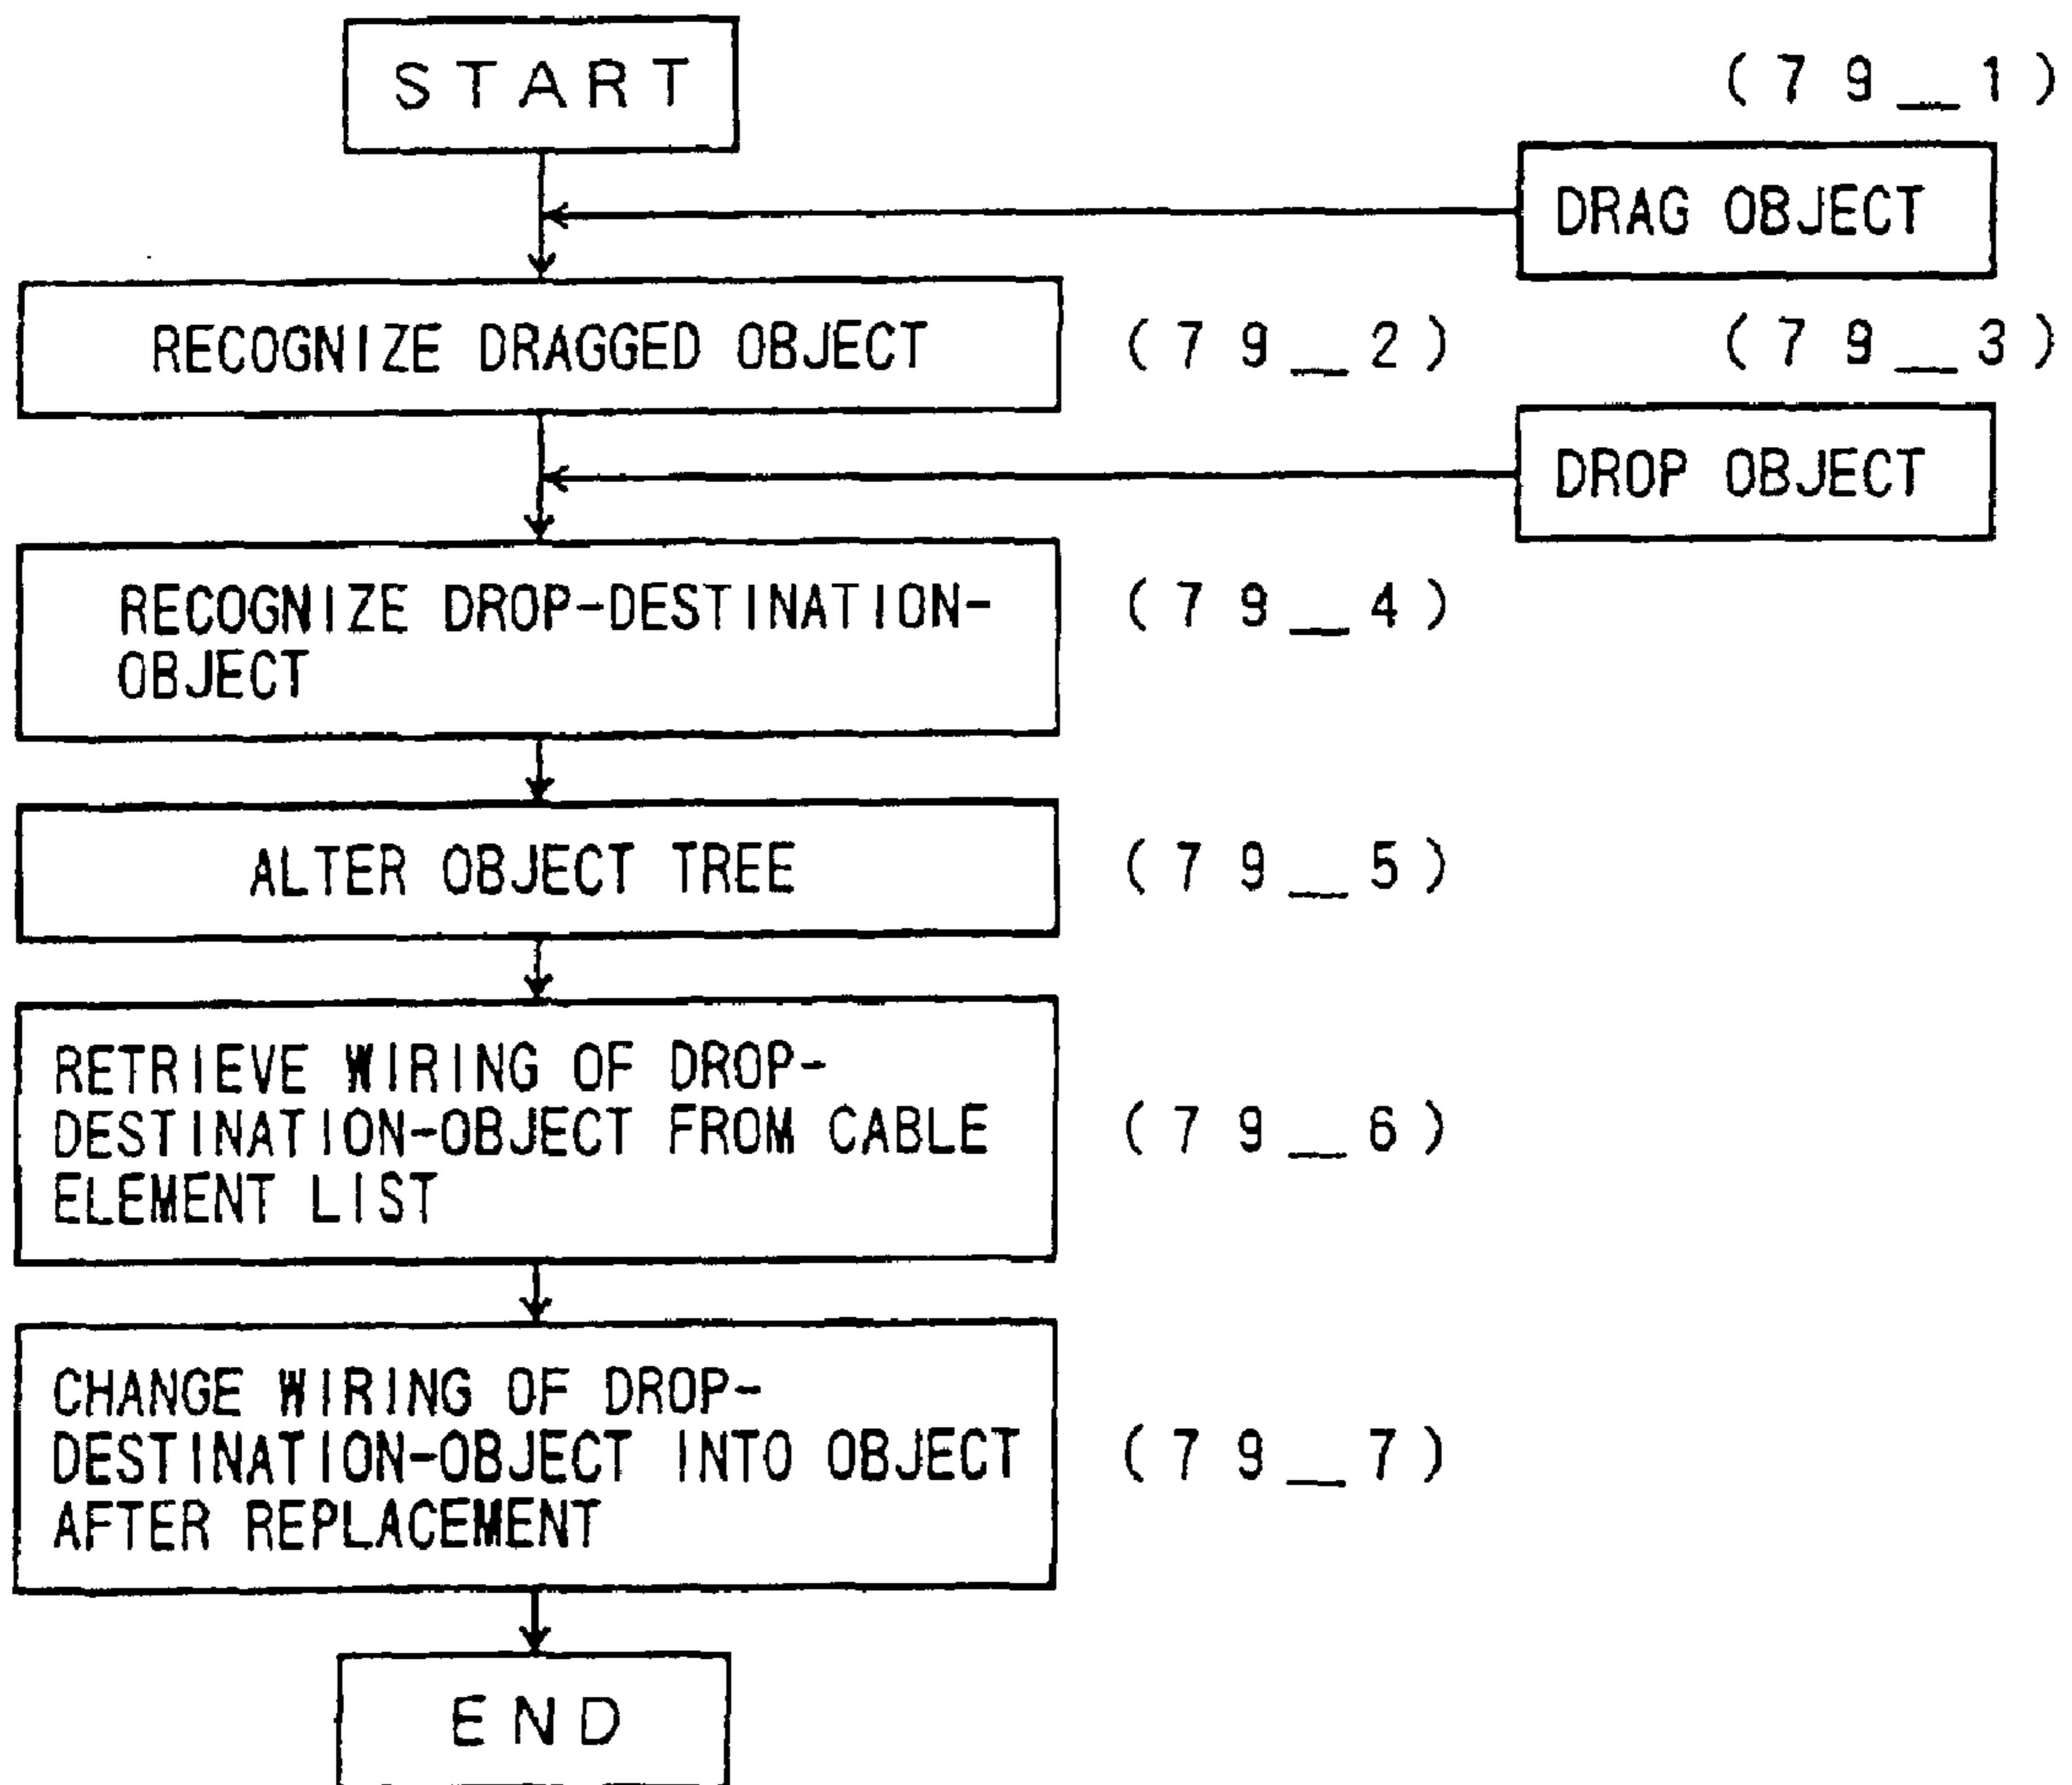 START
(79_1)
DRAG OBJECT
RECOGNIZE DRAGGED OBJECT
(79_2)
(79_3)
DROP OBJECT
RECOGNIZE DROP-DESTINATION-
OBJECT
(79_4)
ALTER OBJECT TREE
(79_5)
RETRIEVE WIRING OF DROP-
DESTINATION-OBJECT FROM CABLE
ELEMENT LIST
(79_6)
CHANGE WIRING OF DROP-
DESTINATION-OBJECT INTO OBJECT
AFTER REPLACEMENT
(79_7)
END